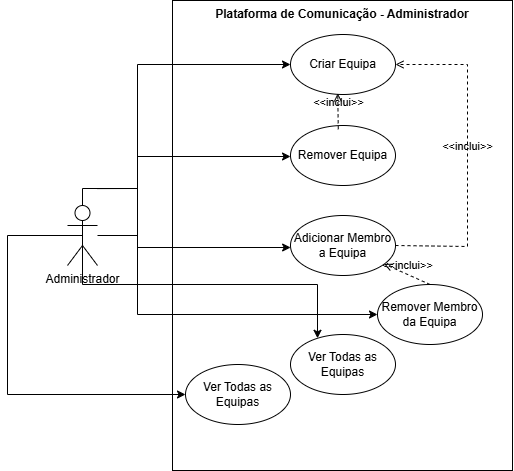 Plataforma de Comunicação - Administrador
Criar Equipa
<<inclui>>
Remover Equipa
<<inclui>>
Adicionar Membro
a Equipa
<<inclui>>
Administrador
Remover Membro
da Equipa
Ver Todas as
Equipas
Ver Todas as
Equipas